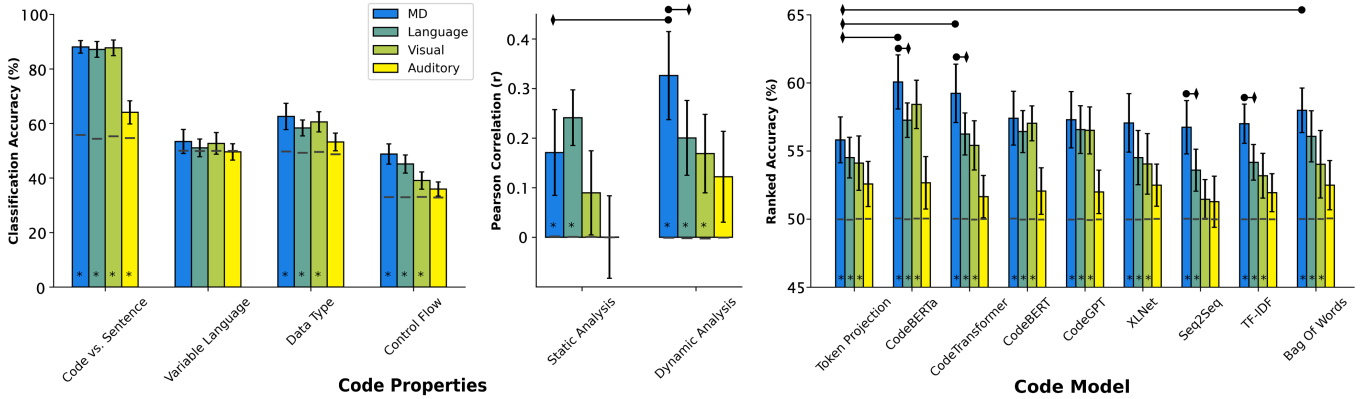 Classification Accuracy (%)
100
80
60
40
20
0
MD
Language
Visual
Auditory
* * * *
* * *
* * *
Code vs. Sentence
Variable Language
Data Type
Control Flow
Pearson Correlation (r)
0.4
0.3
0.2
0.1
0
* *
* * *
Static Analysis
Dynamic Analysis
Code Properties
Ranked Accuracy (%)
65
60
55
50
45
* * *
* * *
* * *
* * *
* * *
* * *
* * *
* * *
* * *
Token Projection
CodeBERTa
CodeTransformer
CodeBERT
CodeGPT
XLNet
Seq2Seq
TF-IDF
Bag Of Words
Code Model